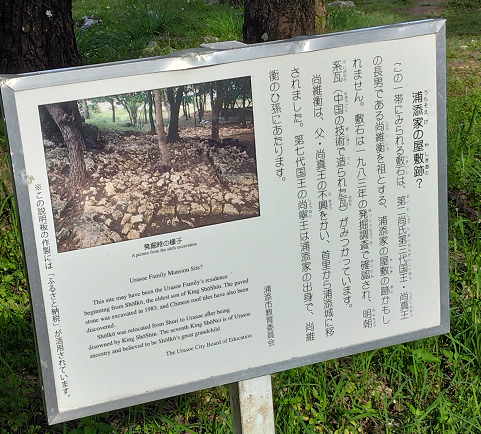 浦添家の屋敷跡?
この一帯にみられる敷石は、第二尚氏第三代国王・尚真王
の長男である尚維衡を祖とする、浦添家の屋敷の跡かもし
れません。敷石は一九八三年の発掘調査で確認され、明朝
系瓦(中国の技術で造られた瓦)がみつかっています。
尚維衡は、父・尚真王の不興をかい、首里から浦添城に移
されました。第七代国王の尚寧王は浦添家の出身で、尚維
衡のひ孫にあたります。
浦添市教育委員会
発掘時の様子
A picture from the 
Urasoe Family Mansion Site?
This site may have been the Urasoe Family's residence
beginning from Shōikō, the eldest son of King ShōShin. The paved
stone was excavated in 1983, and Chinese roof tiles have also been
discovered.
Shōikō was relocated from Shuri to Urasoe after being
disowned by King ShōShin. The seventh King ShōNei is of Urasoe
ancestry and believed to be Shōikō's great grandchild.
The Urasoe City Board of Education
※この説明板の作製には「ふるさと納税」が活用されています。